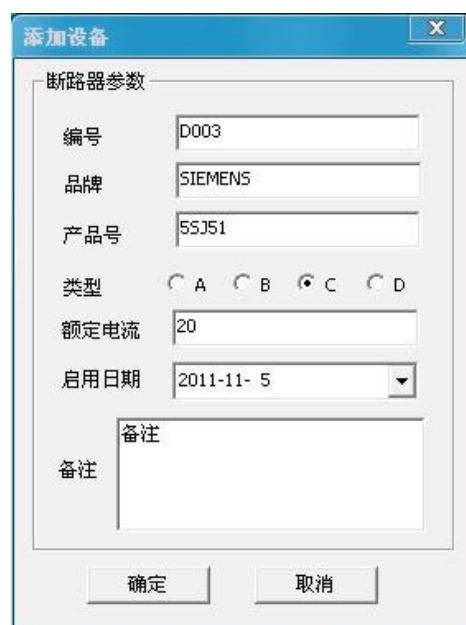 添加设备
断路器参数
编号 D003
品牌 SIEMENS
产品号 5SJ51
类型 A B C D
额定电流 20
启用日期 2011-11- 5
备注 备注
确定 取消